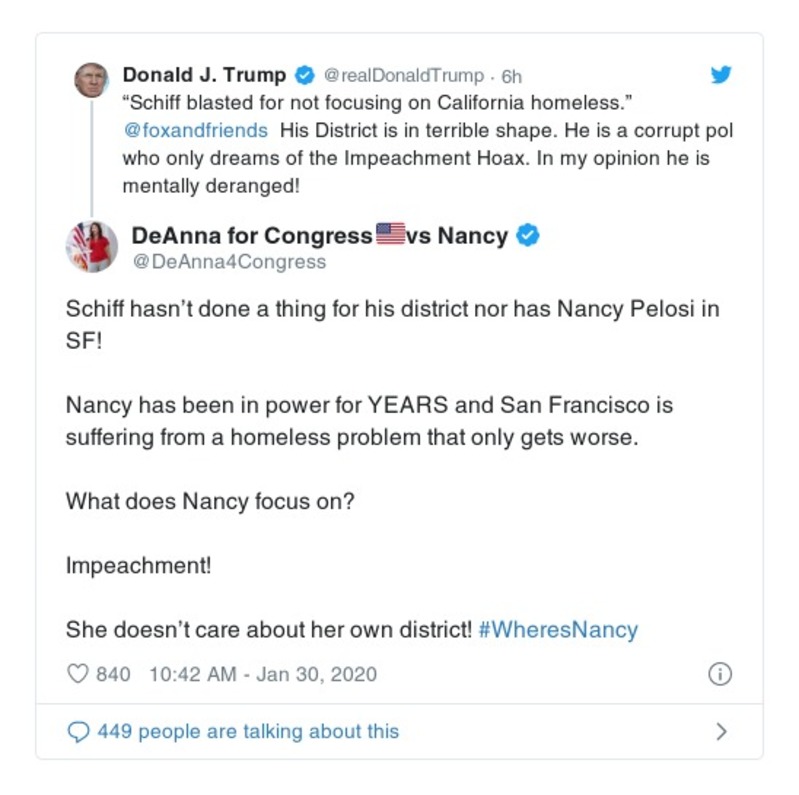 Donald J. Trump @realDonaldTrump · 6h
“Schiff blasted for not focusing on California homeless.”
@foxandfriends His District is in terrible shape. He is a corrupt pol
who only dreams of the Impeachment Hoax. In my opinion he is
mentally deranged!
DeAnna for Congress🇺🇸vs Nancy
@DeAnna4Congress
Schiff hasn’t done a thing for his district nor has Nancy Pelosi in
SF!
Nancy has been in power for YEARS and San Francisco is
suffering from a homeless problem that only gets worse.
What does Nancy focus on?
Impeachment!
She doesn’t care about her own district! #WheresNancy
840 10:42 AM - Jan 30, 2020
449 people are talking about this